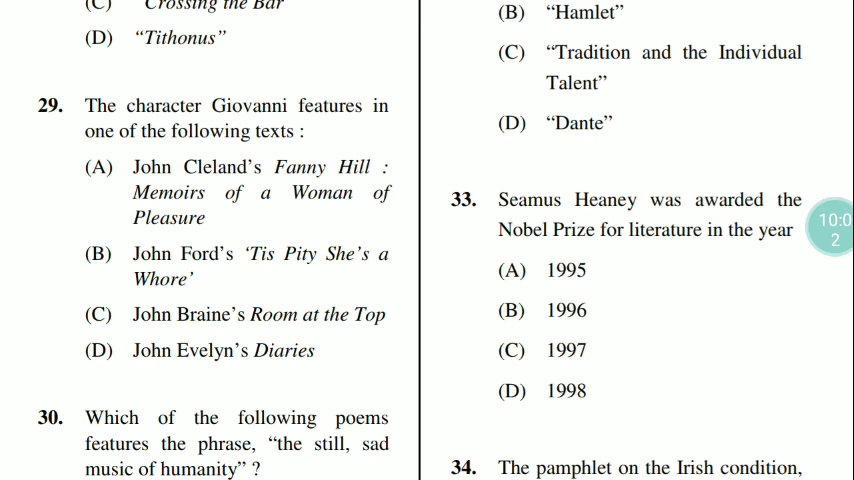 (C) “Crossing the Bar”
(D) “Tithonus”
29. The character Giovanni features in
one of the following texts :
(A) John Cleland’s Fanny Hill :
Memoirs of a Woman of
Pleasure
(B) John Ford’s ‘Tis Pity She’s a
Whore’
(C) John Braine’s Room at the Top
(D) John Evelyn’s Diaries
30. Which of the following poems
features the phrase, “the still, sad
music of humanity” ?
(B) “Hamlet”
(C) “Tradition and the Individual
Talent”
(D) “Dante”
33. Seamus Heaney was awarded the
Nobel Prize for literature in the year
(A) 1995
(B) 1996
(C) 1997
(D) 1998
34. The pamphlet on the Irish condition,
10:0
2